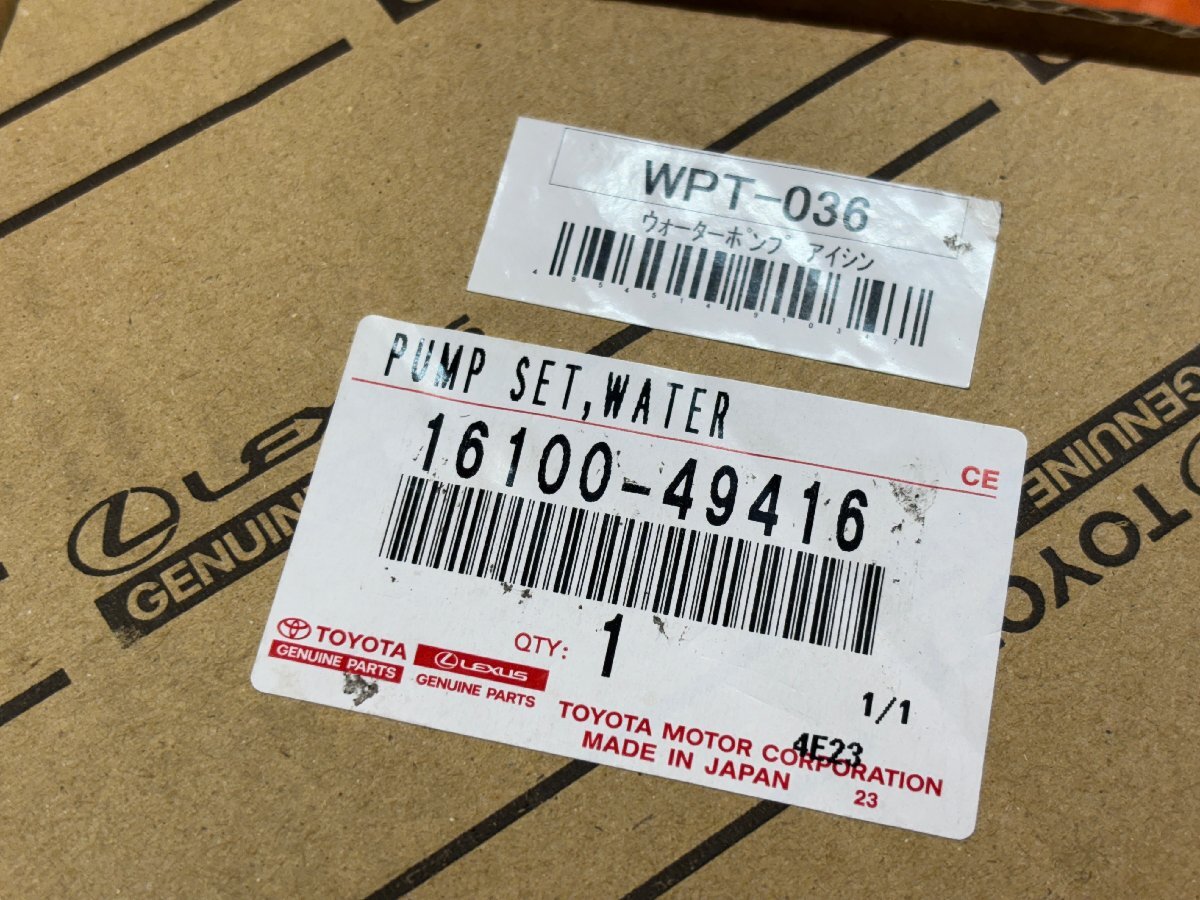 WPT-036
ウォーターポンプ アイシン
PUMP SET,WATER
CE
16100-49416
QTY: 1
TOYOTA
GENUINE PARTS
LEXUS
GENUINE PARTS
1/1
4E23
TOYOTA MOTOR CORPORATION
MADE IN JAPAN
23
LEXUS
GENUINE
GENUINE
TOYO